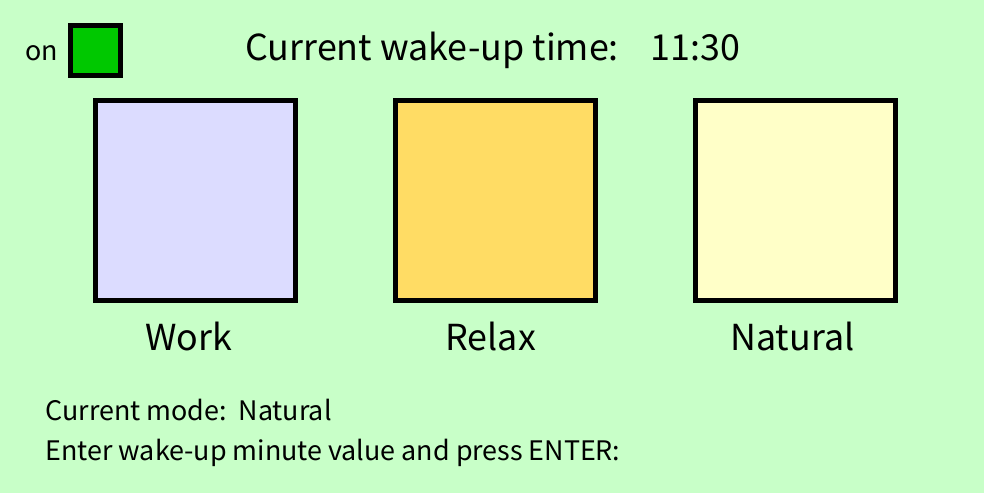 on
Current wake-up time: 11:30
Work
Relax
Natural
Current mode: Natural
Enter wake-up minute value and press ENTER: